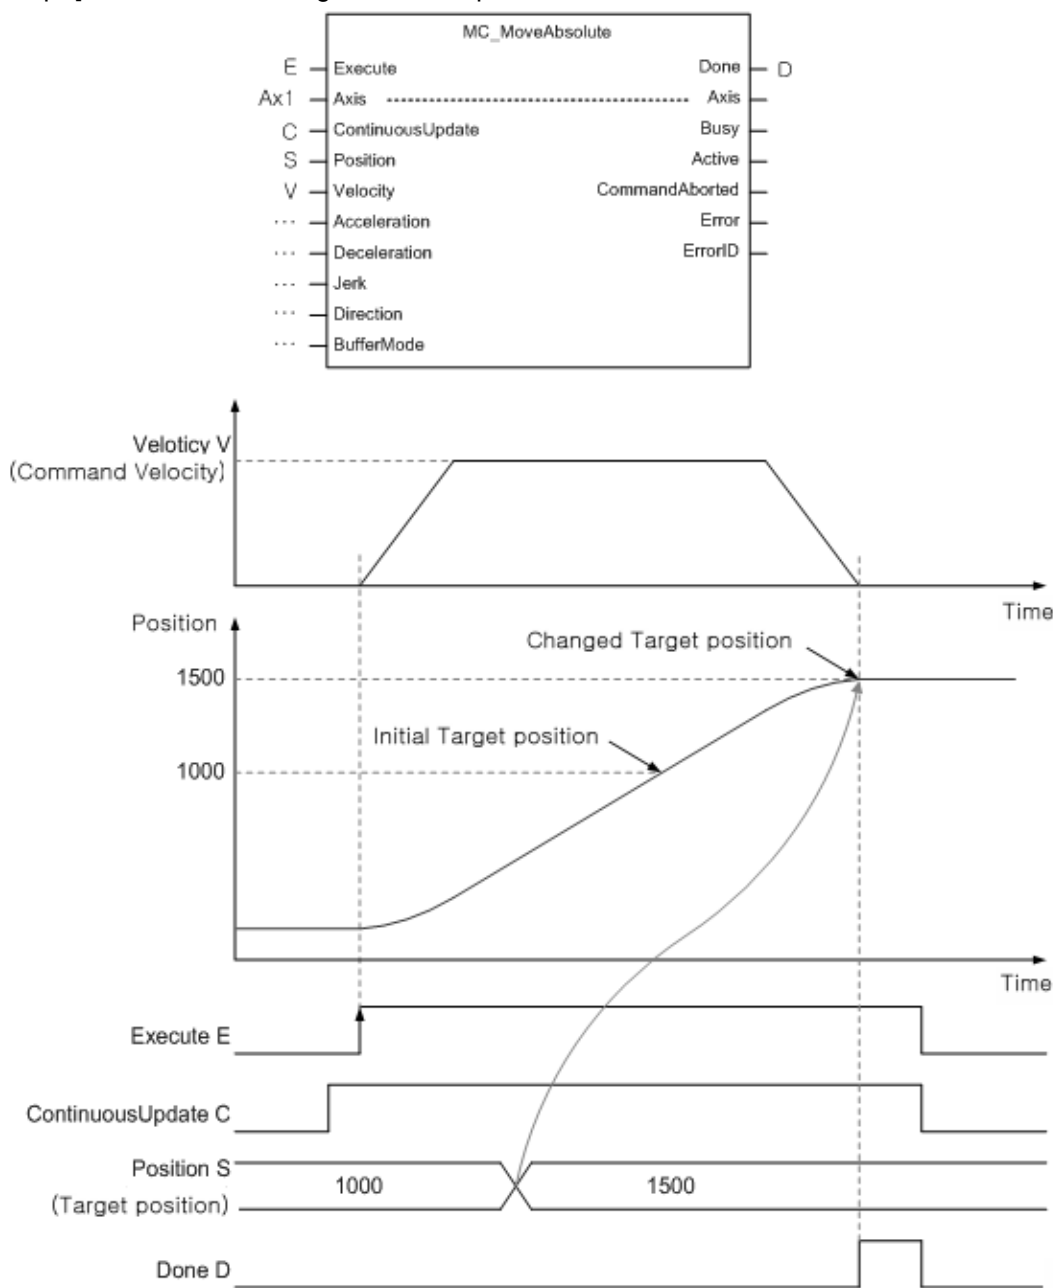 MC_MoveAbsolute
E Execute Done D
Ax1 Axis Axis
C ContinuousUpdate Busy
S Position Active
V Velocity CommandAborted
... Acceleration Error
... Deceleration ErrorID
... Jerk
... Direction
... BufferMode
Veloticy V
(Command Velocity)
Time
Position
Changed Target position
1500
Initial Target position
1000
Time
Execute E
ContinuousUpdate C
Position S
1000 1500
(Target position)
Done D